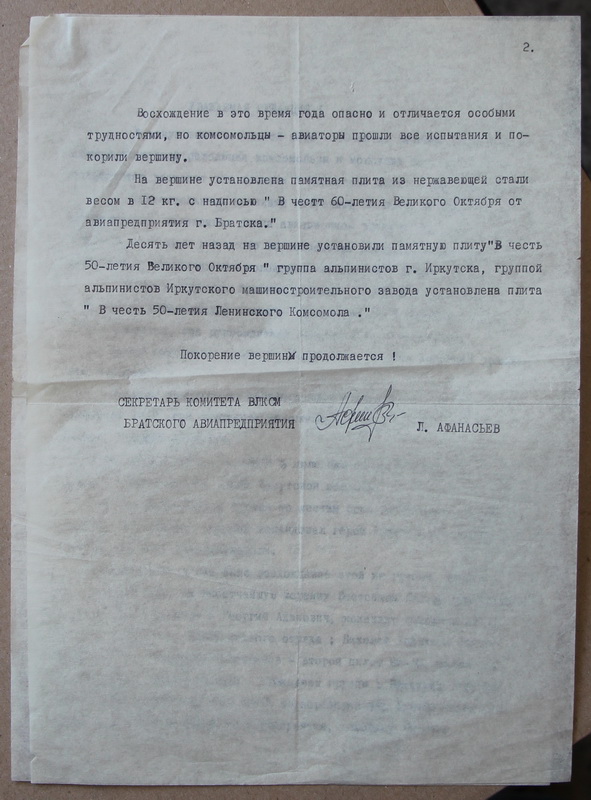 2.
Восхождение в это время года опасно и отличается особыми
трудностями, но комсомольцы - авиаторы прошли все испытания и по-
корили вершину.
На вершине установлена памятная плита из нержавеющей стали
весом в 12 кг. с надписью " В честт 60-летия Великого Октября от
авиапредприятия г. Братска."
Десять лет назад на вершине установили памятную плиту"В честь
50-летия Великого Октября " группа альпинистов г. Иркутска, группой
альпинистов Иркутского машиностроительного завода установлена плита
" В честь 50-летия Ленинского Комсомола ."
Покорение вершин продолжается !
СЕКРЕТАРЬ КОМИТЕТА ВЛКСМ
БРАТСКОГО АВИАПРЕДПРИЯТИЯ
Л. АФАНАСЬЕВ